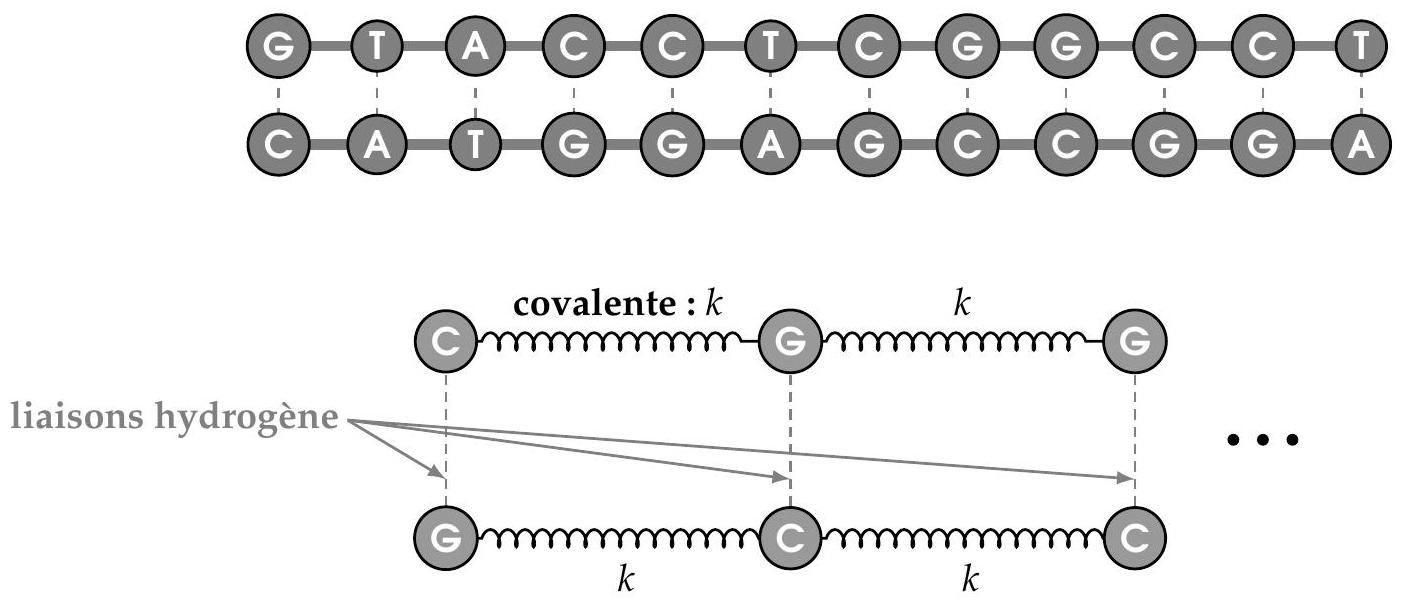 G T A C C T C G G C C T
C A T G G A G C C G G A
covalente : k k
C G G
liaisons hydrogène
...
G C C
k k